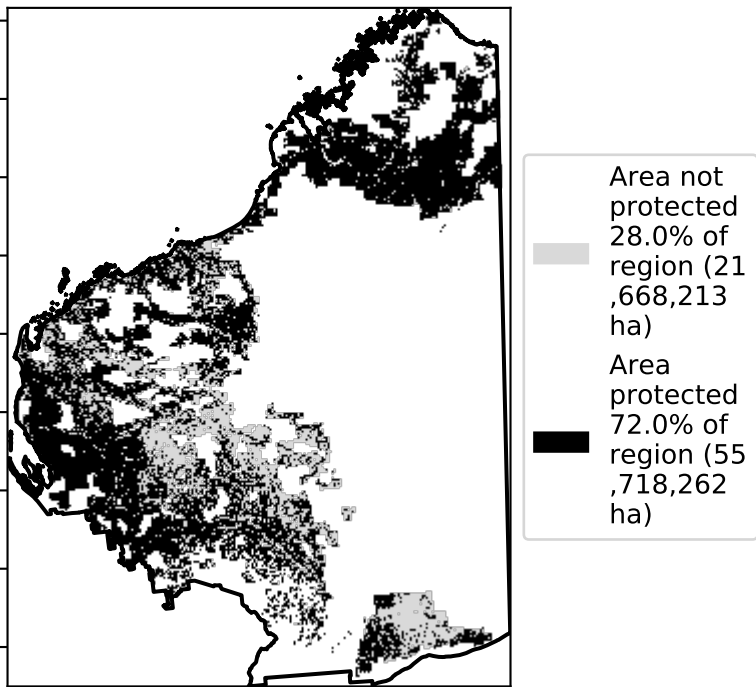 Area not
protected
28.0% of
region (21
,668,213
ha)
Area
protected
72.0% of
region (55
,718,262
ha)